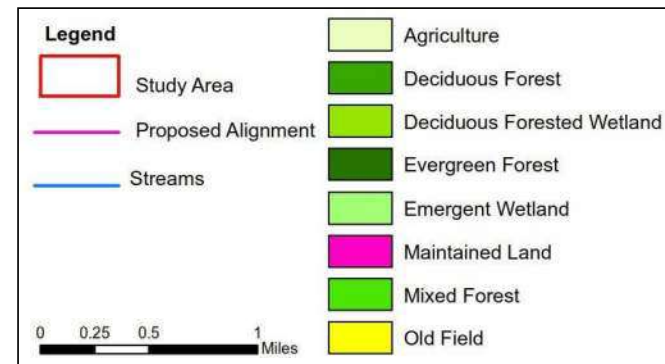 Legend
Study Area
Proposed Alignment
Streams
0 0.25 0.5 1
Miles
Agriculture
Deciduous Forest
Deciduous Forested Wetland
Evergreen Forest
Emergent Wetland
Maintained Land
Mixed Forest
Old Field